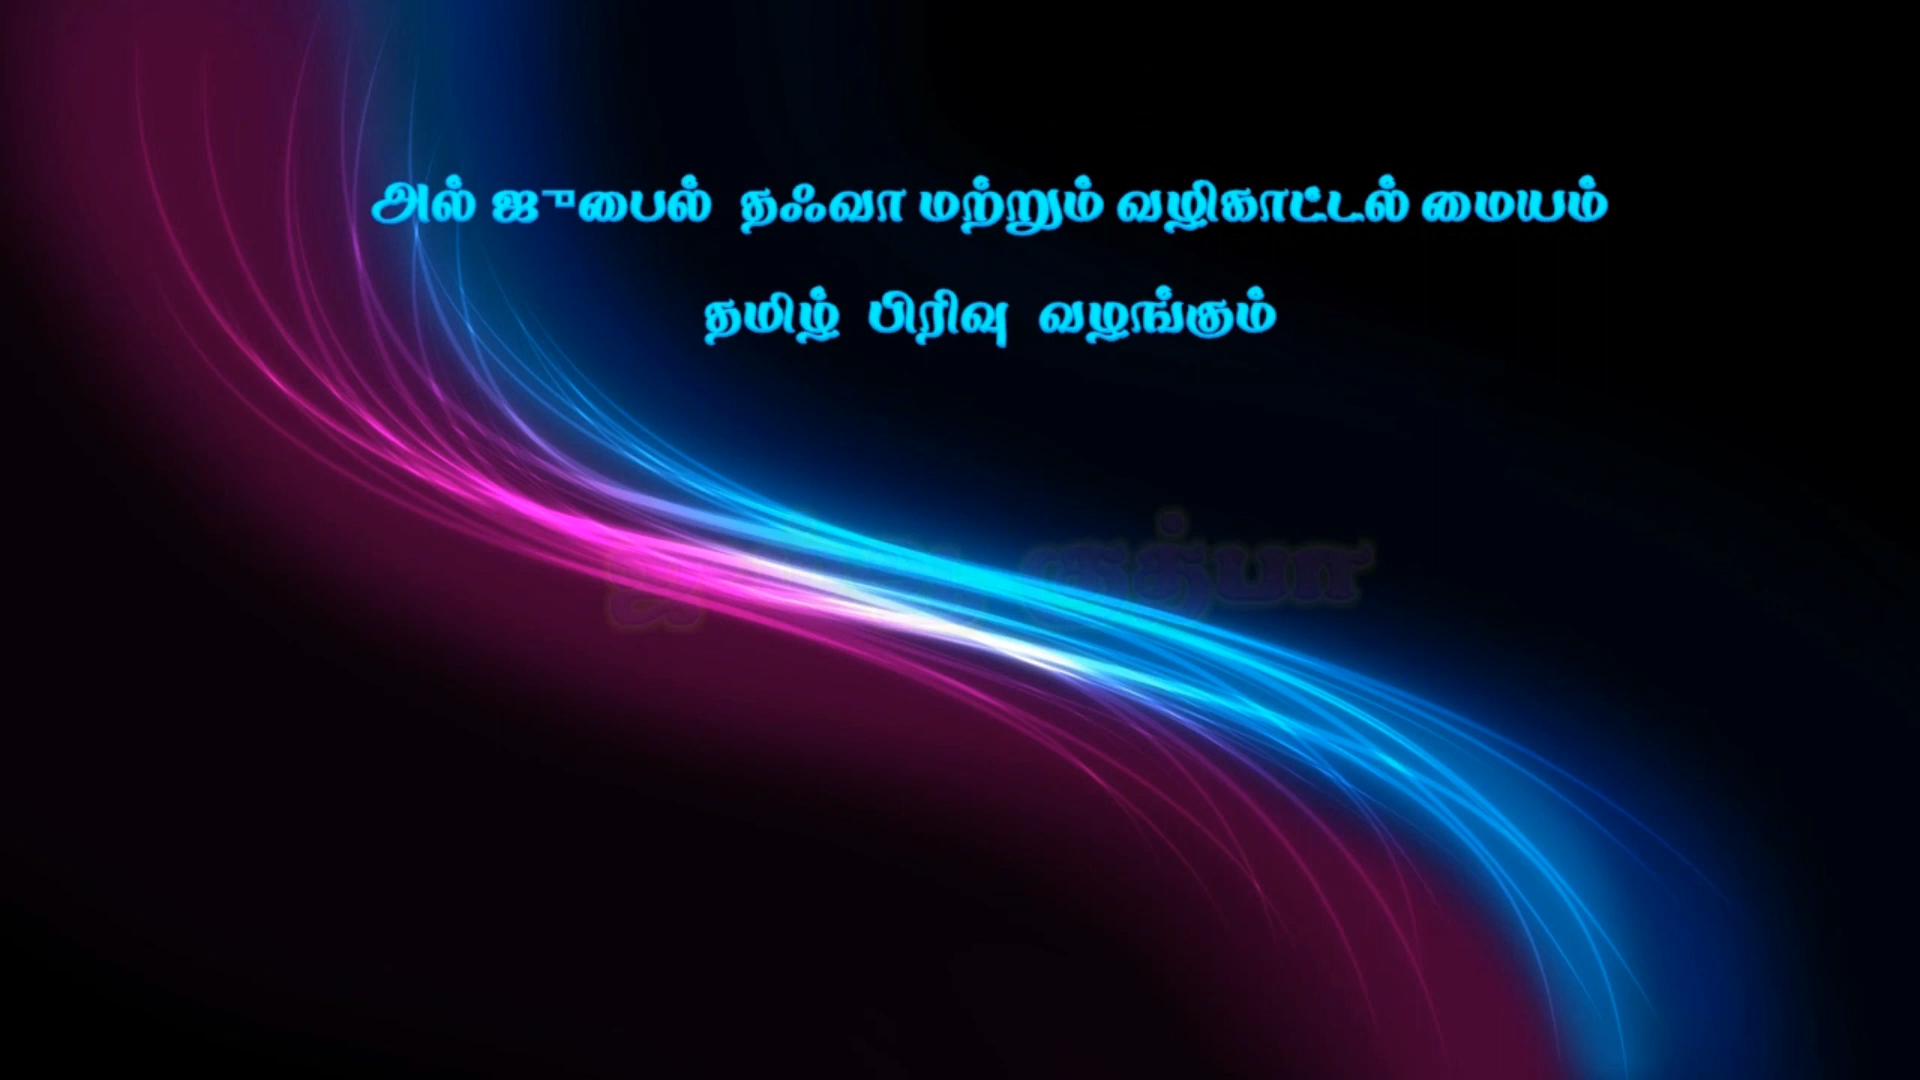 அல் ஜுபைல் தஃவா மற்றும் வழிகாட்டல் மையம்
தமிழ் பிரிவு வழங்கும்
குத்பா